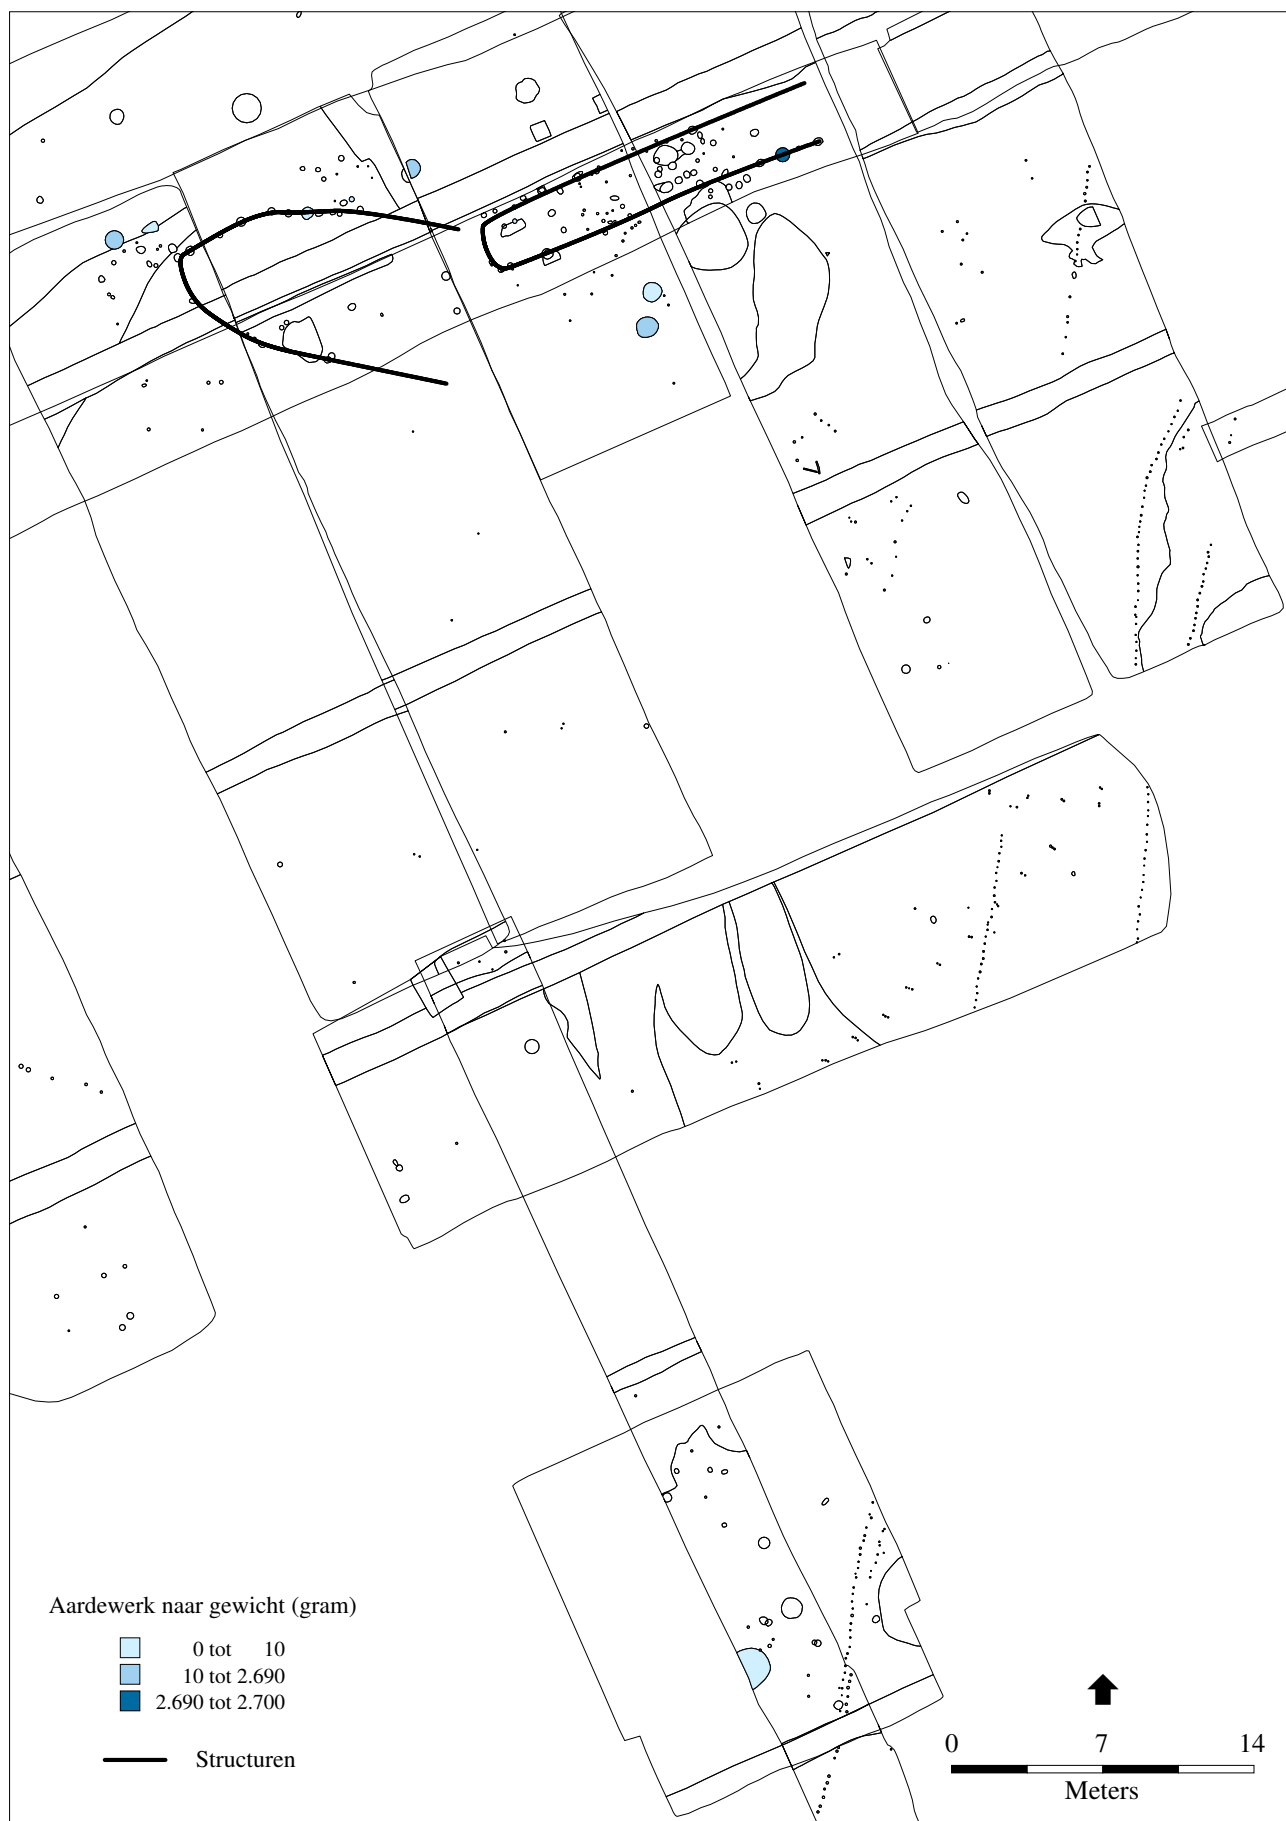 Aardewerk naar gewicht (gram)
0 tot 10
10 tot 2.690
2.690 tot 2.700
Structuren
0 7 14
Meters